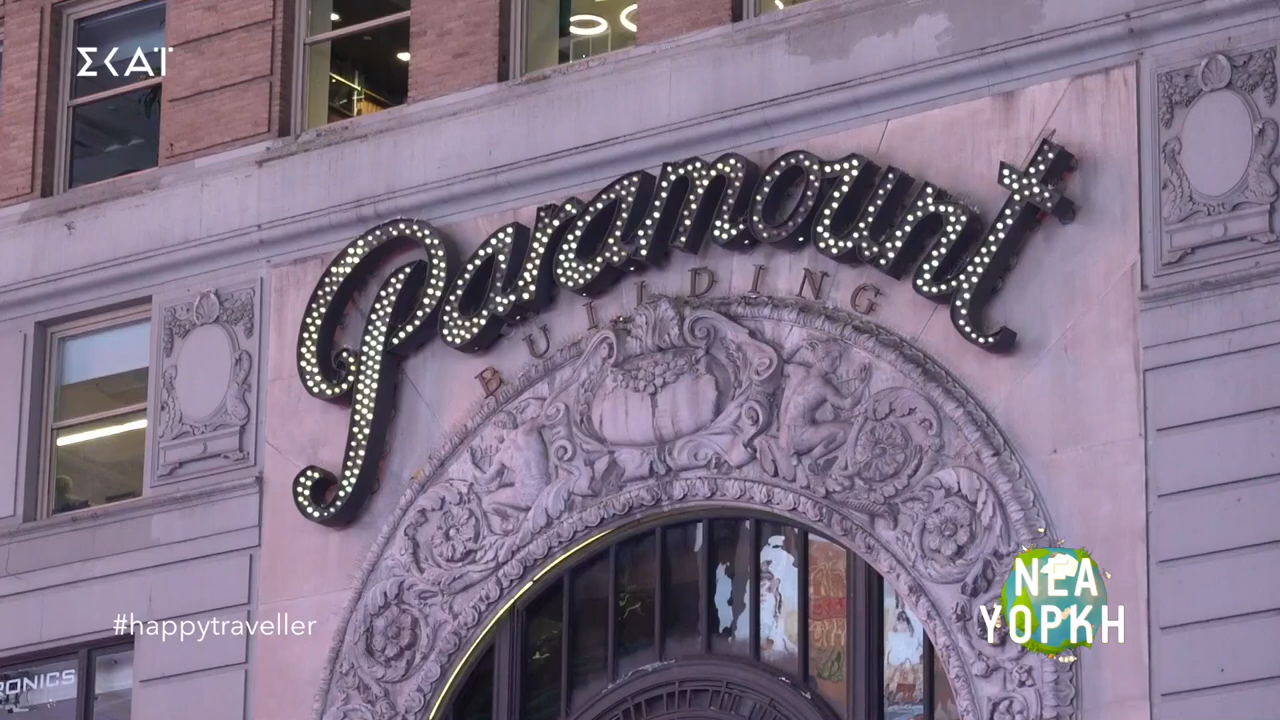 ΣΚΑΪ
Paramount
BUILDING
#happytraveller
ΝΕΑ
ΥΟΡΚΗ
RONICS